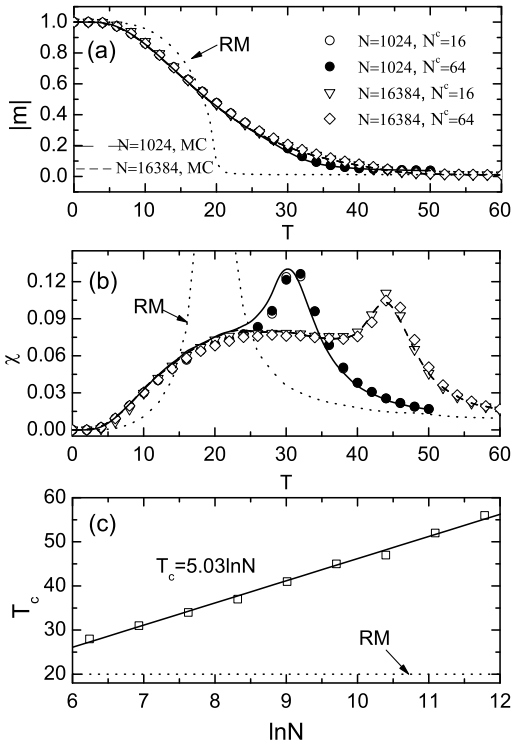 (a)
RM
N=1024, N^c=16
N=1024, N^c=64
N=16384, N^c=16
N=16384, N^c=64
N=1024, MC
N=16384, MC
|m|
1.0
0.8
0.6
0.4
0.2
0.0
0 10 20 30 40 50 60
T
(b)
RM
χ
0.12
0.09
0.06
0.03
0.00
0 10 20 30 40 50 60
T
(c)
T_c=5.03lnN
RM
T_c
60
50
40
30
20
6 7 8 9 10 11 12
lnN